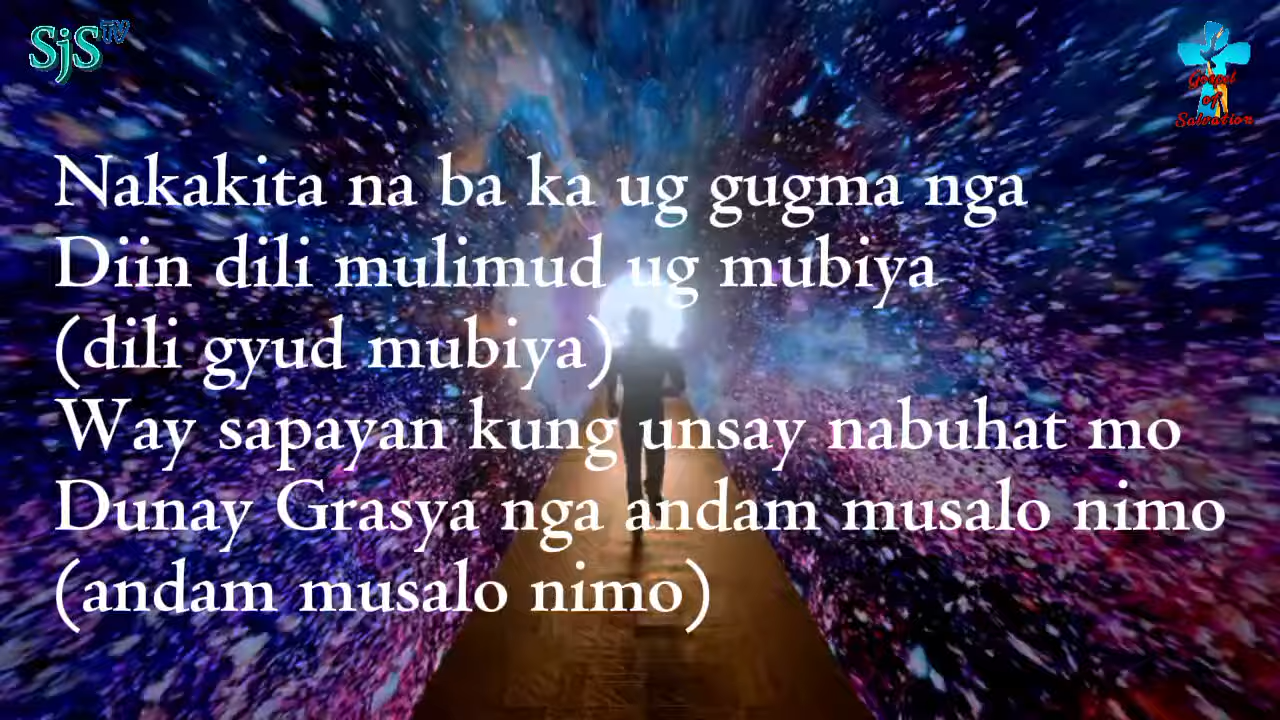 SjS TV
Gospel
of
Salvation
Nakakita na ba ka ug gugma nga
Diin dili mulimud ug mubiya
(dili gyud mubiya)
Way sapayan kung unsay nabuhat mo
Dunay Grasya nga andam musalo nimo
(andam musalo nimo)